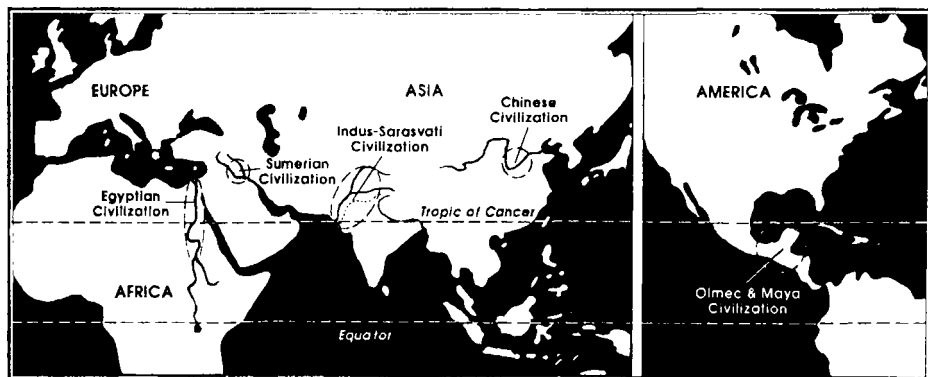 EUROPE
ASIA
AMERICA
Chinese
Civilization
Indus-Sarasvati
Civilization
Sumerian
Civilization
Egyptian
Civilization
Tropic of Cancer
AFRICA
Olmec & Maya
Civilization
Equator